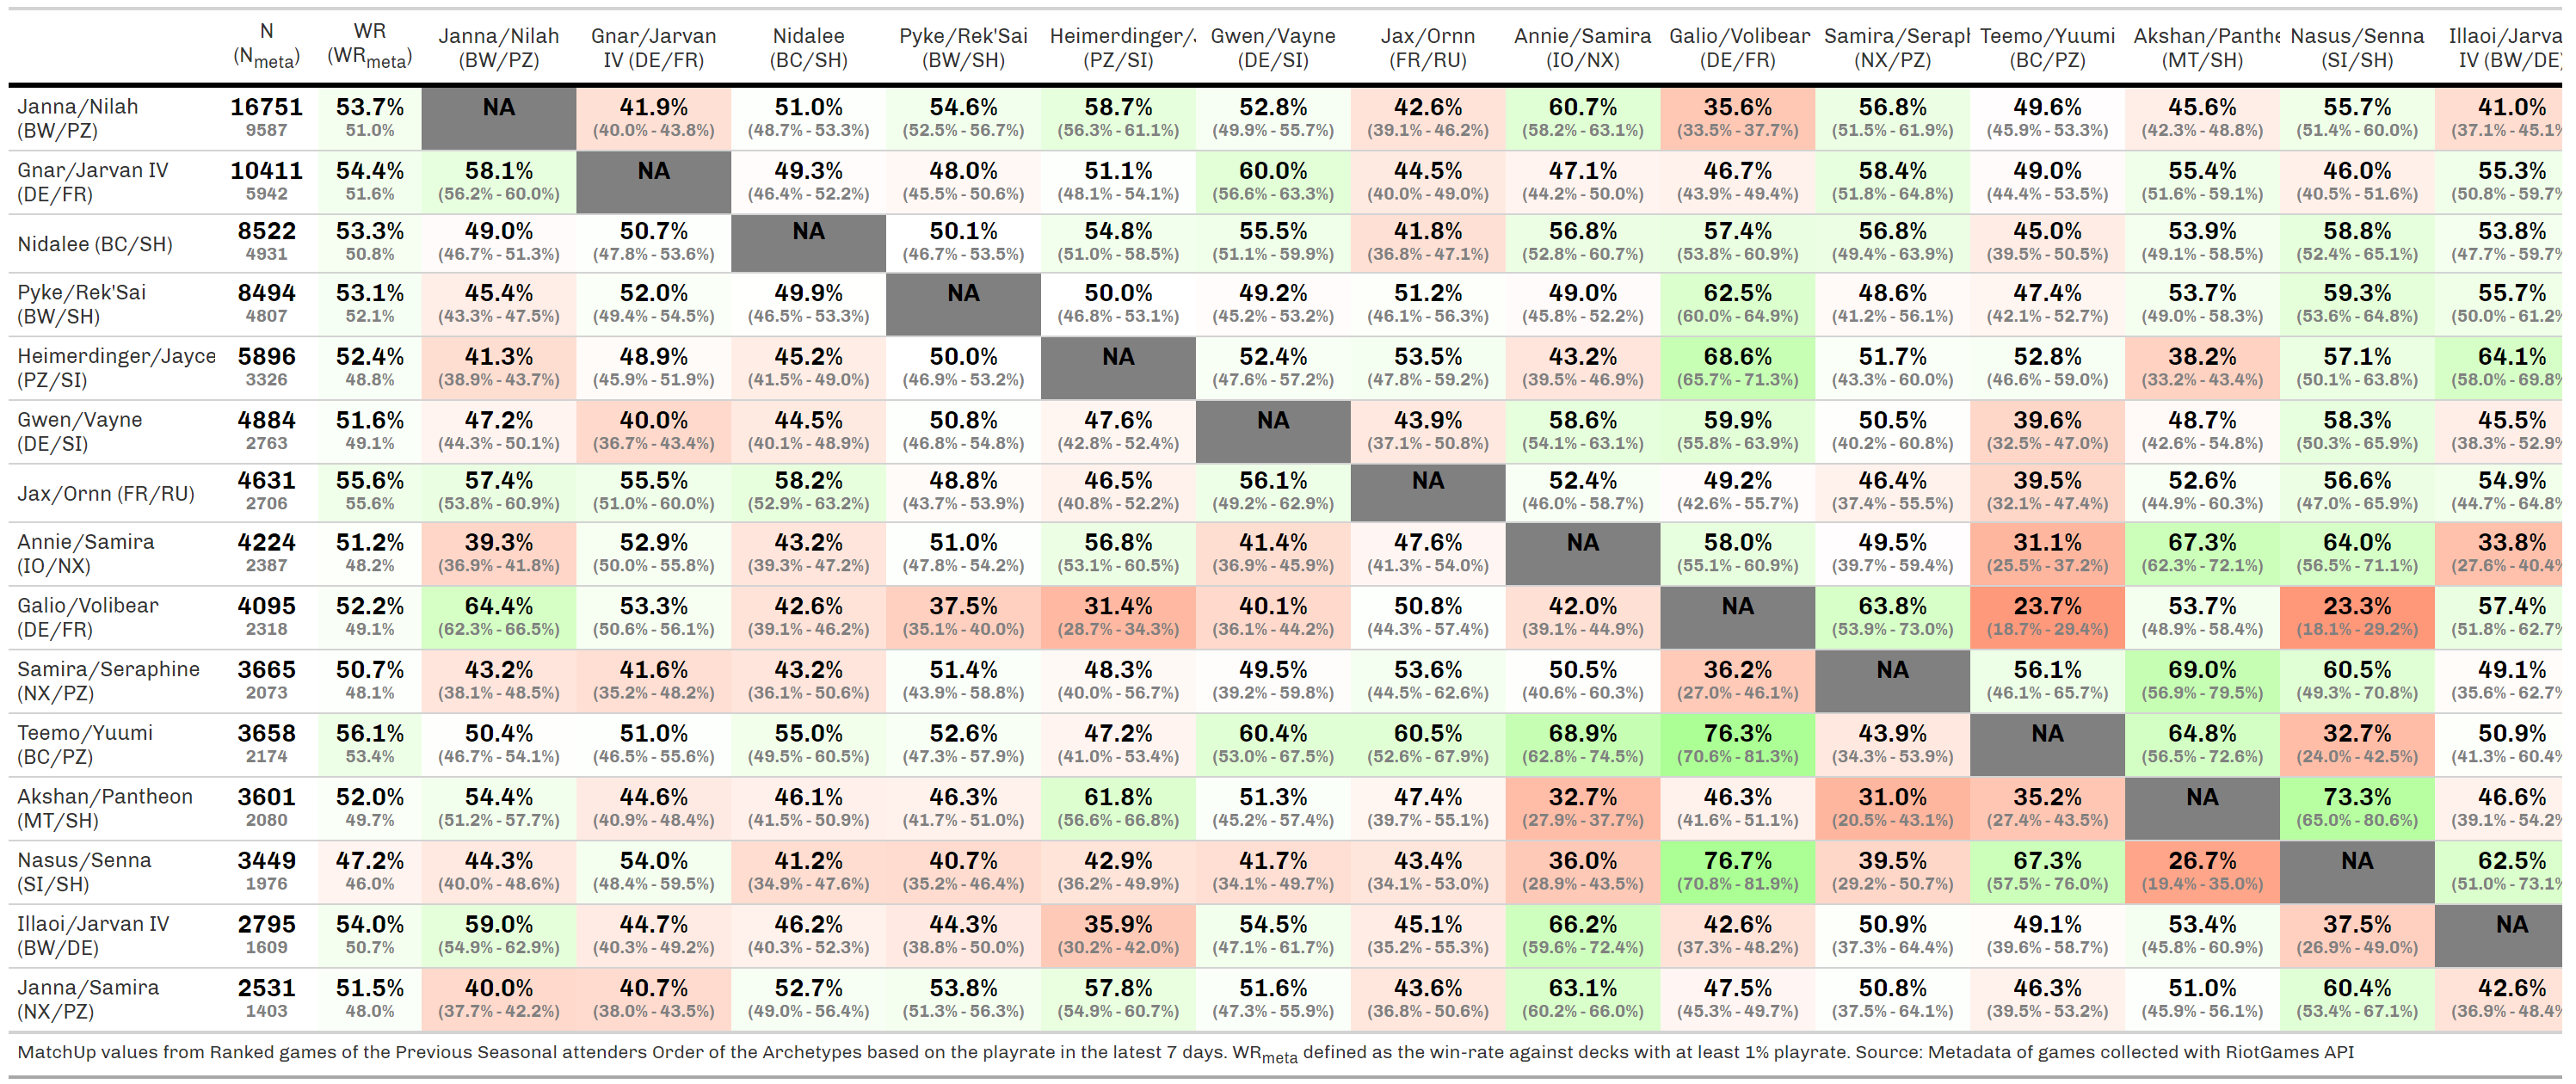 N WR Janna/Nilah Gnar/Jarvan Nidalee Pyke/Rek'Sai Heimerdinger/J Gwen/Vayne Jax/Ornn Annie/Samira Galio/Volibear Samira/Seraph Teemo/Yuumi Akshan/Panthe Nasus/Senna Illaoi/Jarva
(Nmeta) (WRmeta) (BW/PZ) IV (DE/FR) (BC/SH) (BW/SH) (PZ/SI) (DE/SI) (FR/RU) (IO/NX) (DE/FR) (NX/PZ) (BC/PZ) (MT/SH) (SI/SH) IV (BW/DE)
Janna/Nilah 16751 53.7% NA 41.9% 51.0% 54.6% 58.7% 52.8% 42.6% 60.7% 35.6% 56.8% 49.6% 45.6% 55.7% 41.0%
(BW/PZ) 9587 51.0% (40.0% - 43.8%) (48.7% - 53.3%) (52.5% - 56.7%) (56.3% - 61.1%) (49.9% - 55.7%) (39.1% - 46.2%) (58.2% - 63.1%) (33.5% - 37.7%) (51.5% - 61.9%) (45.9% - 53.3%) (42.3% - 48.8%) (51.4% - 60.0%) (37.1% - 45.1%
Gnar/Jarvan IV 10411 54.4% 58.1% NA 49.3% 48.0% 51.1% 60.0% 44.5% 47.1% 46.7% 58.4% 49.0% 55.4% 46.0% 55.3%
(DE/FR) 5942 51.6% (56.2% - 60.0%) (46.4% - 52.2%) (45.5% - 50.6%) (48.1% - 54.1%) (56.6% - 63.3%) (40.0% - 49.0%) (44.2% - 50.0%) (43.9% - 49.4%) (51.8% - 64.8%) (44.4% - 53.5%) (51.6% - 59.1%) (40.5% - 51.6%) (50.8% - 59.7%
Nidalee (BC/SH) 8522 53.3% 49.0% 50.7% NA 50.1% 54.8% 55.5% 41.8% 56.8% 57.4% 56.8% 45.0% 53.9% 58.8% 53.8%
4931 50.8% (46.7% - 51.3%) (47.8% - 53.6%) (46.7% - 53.5%) (51.0% - 58.5%) (51.1% - 59.9%) (36.8% - 47.1%) (52.8% - 60.7%) (53.8% - 60.9%) (49.4% - 63.9%) (39.5% - 50.5%) (49.1% - 58.5%) (52.4% - 65.1%) (47.7% - 59.7%
Pyke/Rek'Sai 8494 53.1% 45.4% 52.0% 49.9% NA 50.0% 49.2% 51.2% 49.0% 62.5% 48.6% 47.4% 53.7% 59.3% 55.7%
(BW/SH) 4807 52.1% (43.3% - 47.5%) (49.4% - 54.5%) (46.5% - 53.3%) (46.8% - 53.1%) (45.2% - 53.2%) (46.1% - 56.3%) (45.8% - 52.2%) (60.0% - 64.9%) (41.2% - 56.1%) (42.1% - 52.7%) (49.0% - 58.3%) (53.6% - 64.8%) (50.0% - 61.2%
Heimerdinger/Jayce 5896 52.4% 41.3% 48.9% 45.2% 50.0% NA 52.4% 53.5% 43.2% 68.6% 51.7% 52.8% 38.2% 57.1% 64.1%
(PZ/SI) 3326 48.8% (38.9% - 43.7%) (45.9% - 51.9%) (41.5% - 49.0%) (46.9% - 53.2%) (47.6% - 57.2%) (47.8% - 59.2%) (39.5% - 46.9%) (65.7% - 71.3%) (43.3% - 60.0%) (46.6% - 59.0%) (33.2% - 43.4%) (50.1% - 63.8%) (58.0% - 69.8%
Gwen/Vayne 4884 51.6% 47.2% 40.0% 44.5% 50.8% 47.6% NA 43.9% 58.6% 59.9% 50.5% 39.6% 48.7% 58.3% 45.5%
(DE/SI) 2763 49.1% (44.3% - 50.1%) (36.7% - 43.4%) (40.1% - 48.9%) (46.8% - 54.8%) (42.8% - 52.4%) (37.1% - 50.8%) (54.1% - 63.1%) (55.8% - 63.9%) (40.2% - 60.8%) (32.5% - 47.0%) (42.6% - 54.8%) (50.3% - 65.9%) (38.3% - 52.9%
Jax/Ornn (FR/RU) 4631 55.6% 57.4% 55.5% 58.2% 48.8% 46.5% 56.1% NA 52.4% 49.2% 46.4% 39.5% 52.6% 56.6% 54.9%
2706 55.6% (53.8% - 60.9%) (51.0% - 60.0%) (52.9% - 63.2%) (43.7% - 53.9%) (40.8% - 52.2%) (49.2% - 62.9%) (46.0% - 58.7%) (42.6% - 55.7%) (37.4% - 55.5%) (32.1% - 47.4%) (44.9% - 60.3%) (47.0% - 65.9%) (44.7% - 64.8%
Annie/Samira 4224 51.2% 39.3% 52.9% 43.2% 51.0% 56.8% 41.4% 47.6% NA 58.0% 49.5% 31.1% 67.3% 64.0% 33.8%
(IO/NX) 2387 48.2% (36.9% - 41.8%) (50.0% - 55.8%) (39.3% - 47.2%) (47.8% - 54.2%) (53.1% - 60.5%) (36.9% - 45.9%) (41.3% - 54.0%) (55.1% - 60.9%) (39.7% - 59.4%) (25.5% - 37.2%) (62.3% - 72.1%) (56.5% - 71.1%) (27.6% - 40.4%
Galio/Volibear 4095 52.2% 64.4% 53.3% 42.6% 37.5% 31.4% 40.1% 50.8% 42.0% NA 63.8% 23.7% 53.7% 23.3% 57.4%
(DE/FR) 2318 49.1% (62.3% - 66.5%) (50.6% - 56.1%) (39.1% - 46.2%) (35.1% - 40.0%) (28.7% - 34.3%) (36.1% - 44.2%) (44.3% - 57.4%) (39.1% - 44.9%) (53.9% - 73.0%) (18.7% - 29.4%) (48.9% - 58.4%) (18.1% - 29.2%) (51.8% - 62.7%
Samira/Seraphine 3665 50.7% 43.2% 41.6% 43.2% 51.4% 48.3% 49.5% 53.6% 50.5% 36.2% NA 56.1% 69.0% 60.5% 49.1%
(NX/PZ) 2073 48.1% (38.1% - 48.5%) (35.2% - 48.2%) (36.1% - 50.6%) (43.9% - 58.8%) (40.0% - 56.7%) (39.2% - 59.8%) (44.5% - 62.6%) (40.6% - 60.3%) (27.0% - 46.1%) (46.1% - 65.7%) (56.9% - 79.5%) (49.3% - 70.8%) (35.6% - 62.7%
Teemo/Yuumi 3658 56.1% 50.4% 51.0% 55.0% 52.6% 47.2% 60.4% 60.5% 68.9% 76.3% 43.9% NA 64.8% 32.7% 50.9%
(BC/PZ) 2174 53.4% (46.7% - 54.1%) (46.5% - 55.6%) (49.5% - 60.5%) (47.3% - 57.9%) (41.0% - 53.4%) (53.0% - 67.5%) (52.6% - 67.9%) (62.8% - 74.5%) (70.6% - 81.3%) (34.3% - 53.9%) (56.5% - 72.6%) (24.0% - 42.5%) (41.3% - 60.4%
Akshan/Pantheon 3601 52.0% 54.4% 44.6% 46.1% 46.3% 61.8% 51.3% 47.4% 32.7% 46.3% 31.0% 35.2% NA 73.3% 46.6%
(MT/SH) 2080 49.7% (51.2% - 57.7%) (40.9% - 48.4%) (41.5% - 50.9%) (41.7% - 51.0%) (56.6% - 66.8%) (45.2% - 57.4%) (39.7% - 55.1%) (27.9% - 37.7%) (41.6% - 51.1%) (20.5% - 43.1%) (27.4% - 43.5%) (65.0% - 80.6%) (39.1% - 54.2%
Nasus/Senna 3449 47.2% 44.3% 54.0% 41.2% 40.7% 42.9% 41.7% 43.4% 36.0% 76.7% 39.5% 67.3% 26.7% NA 62.5%
(SI/SH) 1976 46.0% (40.0% - 48.6%) (48.4% - 59.5%) (34.9% - 47.6%) (35.2% - 46.4%) (36.2% - 49.9%) (34.1% - 49.7%) (34.1% - 53.0%) (28.9% - 43.5%) (70.8% - 81.9%) (29.2% - 50.7%) (57.5% - 76.0%) (19.4% - 35.0%) (51.0% - 73.1%
Illaoi/Jarvan IV 2795 54.0% 59.0% 44.7% 46.2% 44.3% 35.9% 54.5% 45.1% 66.2% 42.6% 50.9% 49.1% 53.4% 37.5% NA
(BW/DE) 1609 50.7% (54.9% - 62.9%) (40.3% - 49.2%) (40.3% - 52.3%) (38.8% - 50.0%) (30.2% - 42.0%) (47.1% - 61.7%) (35.2% - 55.3%) (59.6% - 72.4%) (37.3% - 48.2%) (37.3% - 64.4%) (39.6% - 58.7%) (45.8% - 60.9%) (26.9% - 49.0%)
Janna/Samira 2531 51.5% 40.0% 40.7% 52.7% 53.8% 57.8% 51.6% 43.6% 63.1% 47.5% 50.8% 46.3% 51.0% 60.4% 42.6%
(NX/PZ) 1403 48.0% (37.7% - 42.2%) (38.0% - 43.5%) (49.0% - 56.4%) (51.3% - 56.3%) (54.9% - 60.7%) (47.3% - 55.9%) (36.8% - 50.6%) (60.2% - 66.0%) (45.3% - 49.7%) (37.5% - 64.1%) (39.5% - 53.2%) (45.9% - 56.1%) (53.4% - 67.1%) (36.9% - 48.4%
MatchUp values from Ranked games of the Previous Seasonal attenders Order of the Archetypes based on the playrate in the latest 7 days. WRmeta defined as the win-rate against decks with at least 1% playrate. Source: Metadata of games collected with RiotGames API